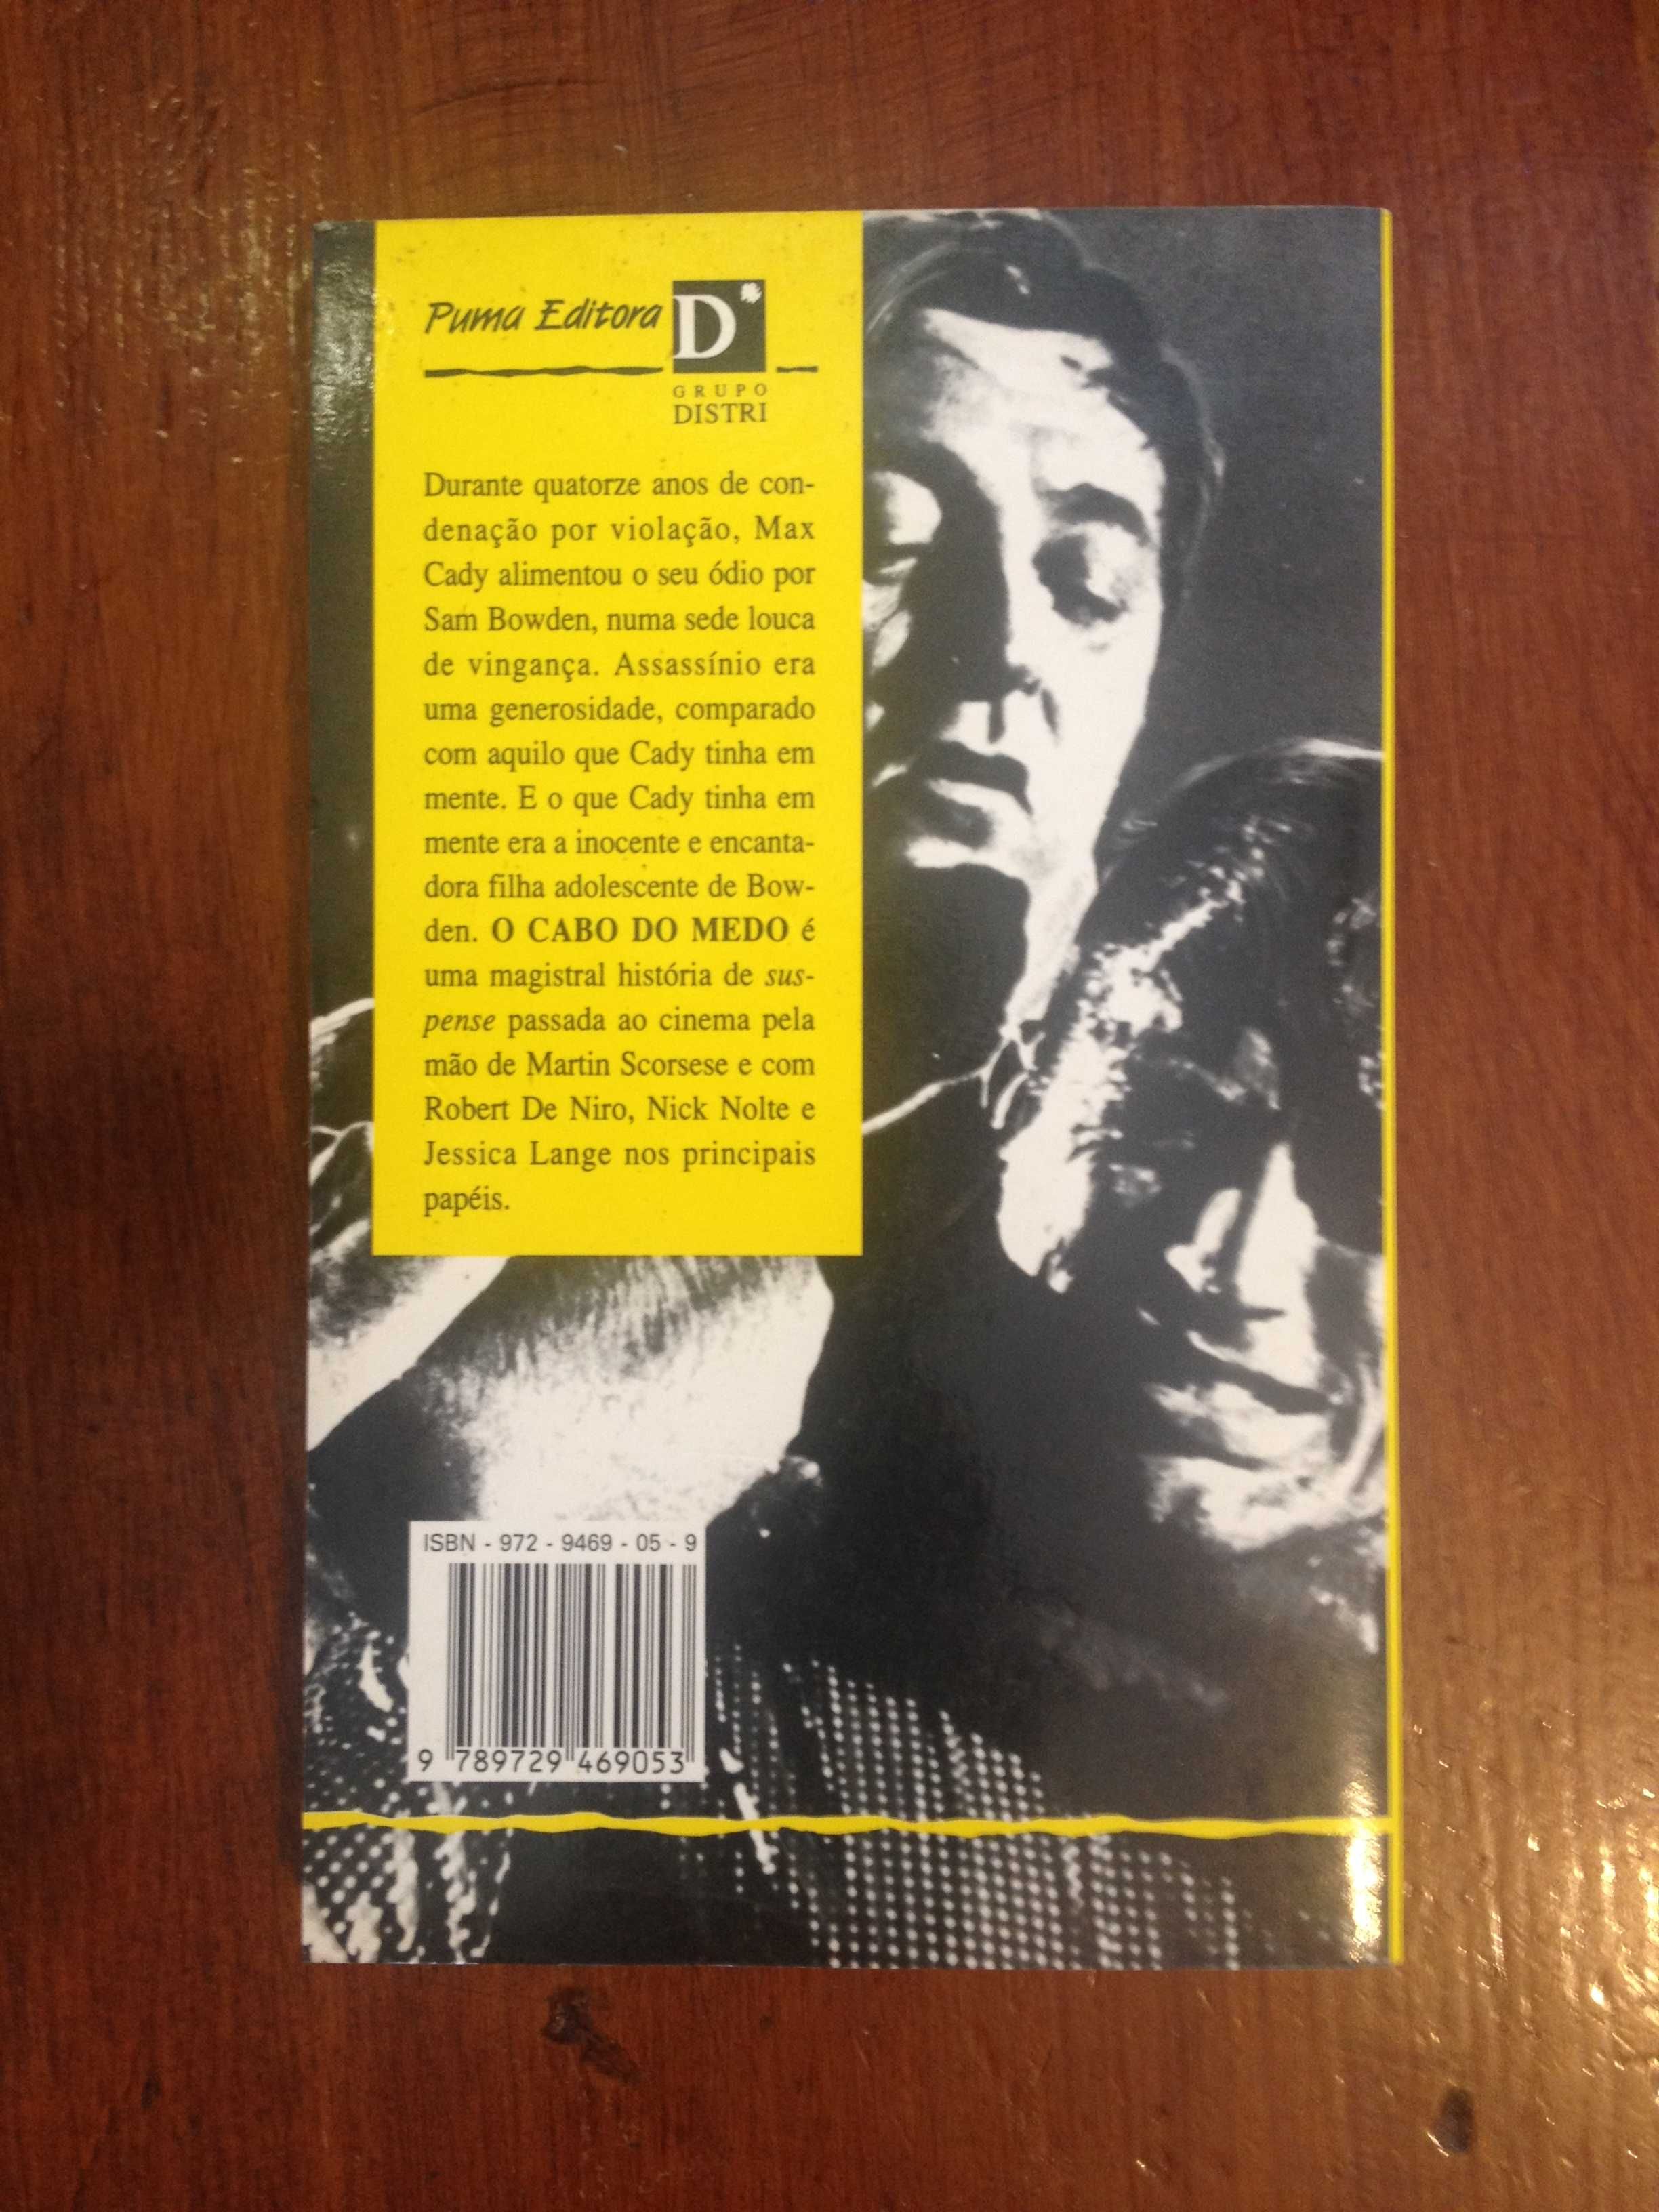 Puma Editora D
GRUPO
DISTRI
Durante quatorze anos de con-
denação por violação, Max
Cady alimentou o seu ódio por
Sam Bowden, numa sede louca
de vingança. Assassínio era
uma generosidade, comparado
com aquilo que Cady tinha em
mente. E o que Cady tinha em
mente era a inocente e encanta-
dora filha adolescente de Bow-
den. O CABO DO MEDO é
uma magistral história de sus-
pense passada ao cinema pela
mão de Martin Scorsese e com
Robert De Niro, Nick Nolte e
Jessica Lange nos principais
papéis.
ISBN - 972 - 9469 - 05 - 9
9 789729 469053